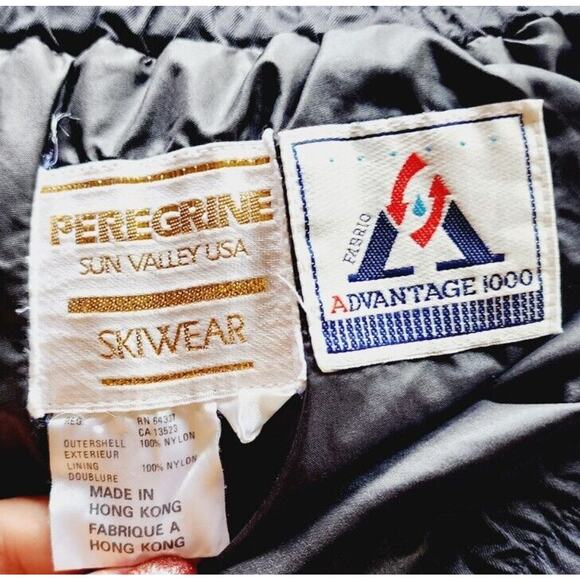 PEREGRINE
SUN VALLEY USA
SKIWEAR
FABRIC
ADVANTAGE 1000
REG RN 64337
CA 13523
OUTERSHELL 100% NYLON
EXTERIEUR
LINING 100% NYLON
DOUBLURE
MADE IN
HONG KONG
FABRIQUE A
HONG KONG